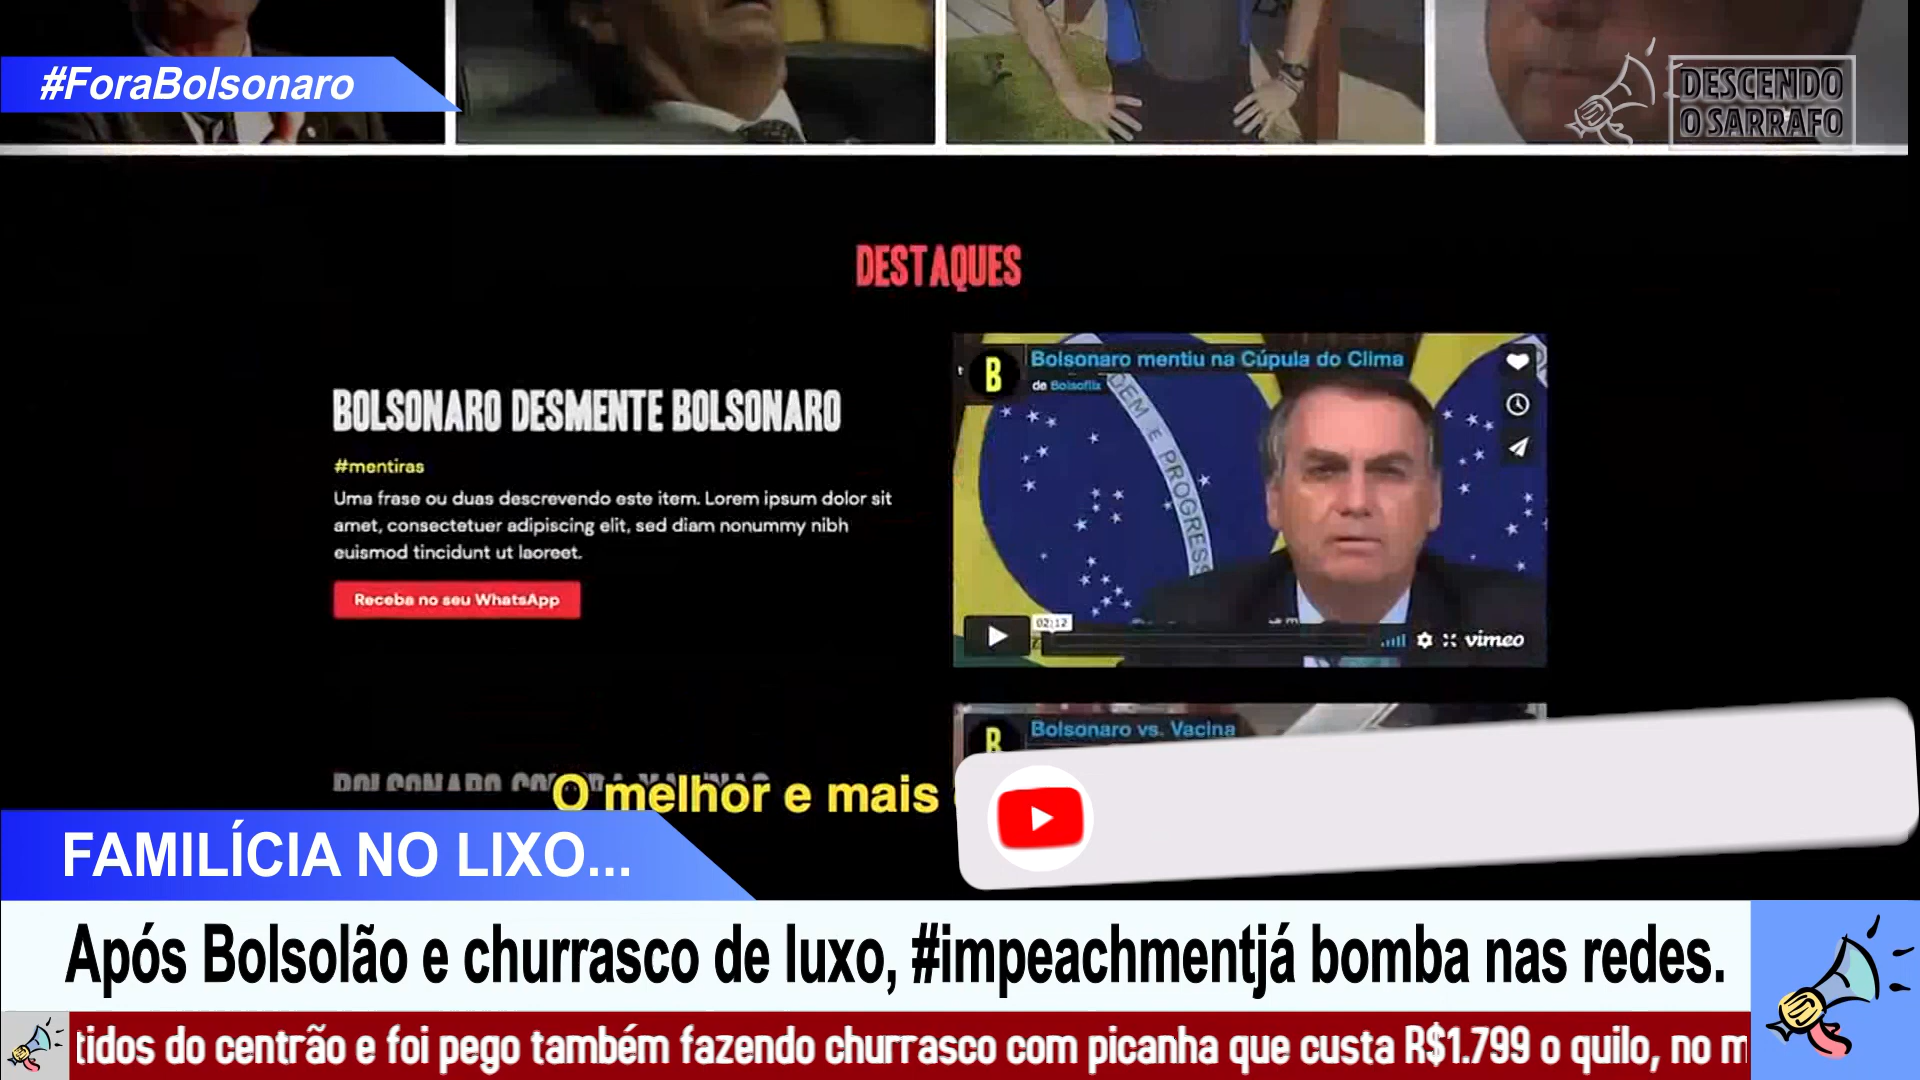 #ForaBolsonaro
DESCENDO
O SARRAFO
DESTAQUES
BOLSONARO DESMENTE BOLSONARO
#mentiras
Uma frase ou duas descrevendo este item. Lorem ipsum dolor sit
amet, consectetuer adipiscing elit, sed diam nonummy nibh
euismod tincidunt ut laoreet.
Receba no seu WhatsApp
B
Bolsonaro mentiu na Cúpula do Clima
de Bolsoflix
DEM E PROGRESS
02:12
vimeo
B
Bolsonaro vs. Vacina
BOLSONARO
O melhor e mais
FAMILÍCIA NO LIXO...
Após Bolsolão e churrasco de luxo, #impeachmentjá bomba nas redes.
tidos do centrão e foi pego também fazendo churrasco com picanha que custa R$1.799 o quilo, no m